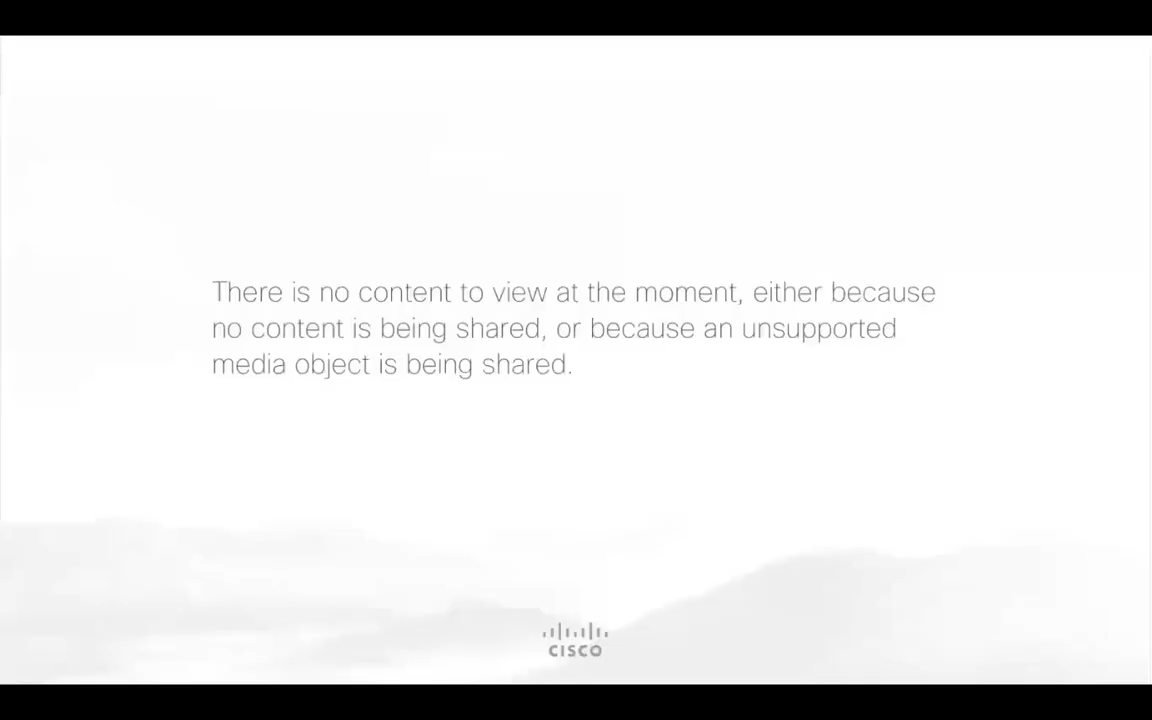 There is no content to view at the moment, either because
no content is being shared, or because an unsupported
media object is being shared.
CISCO